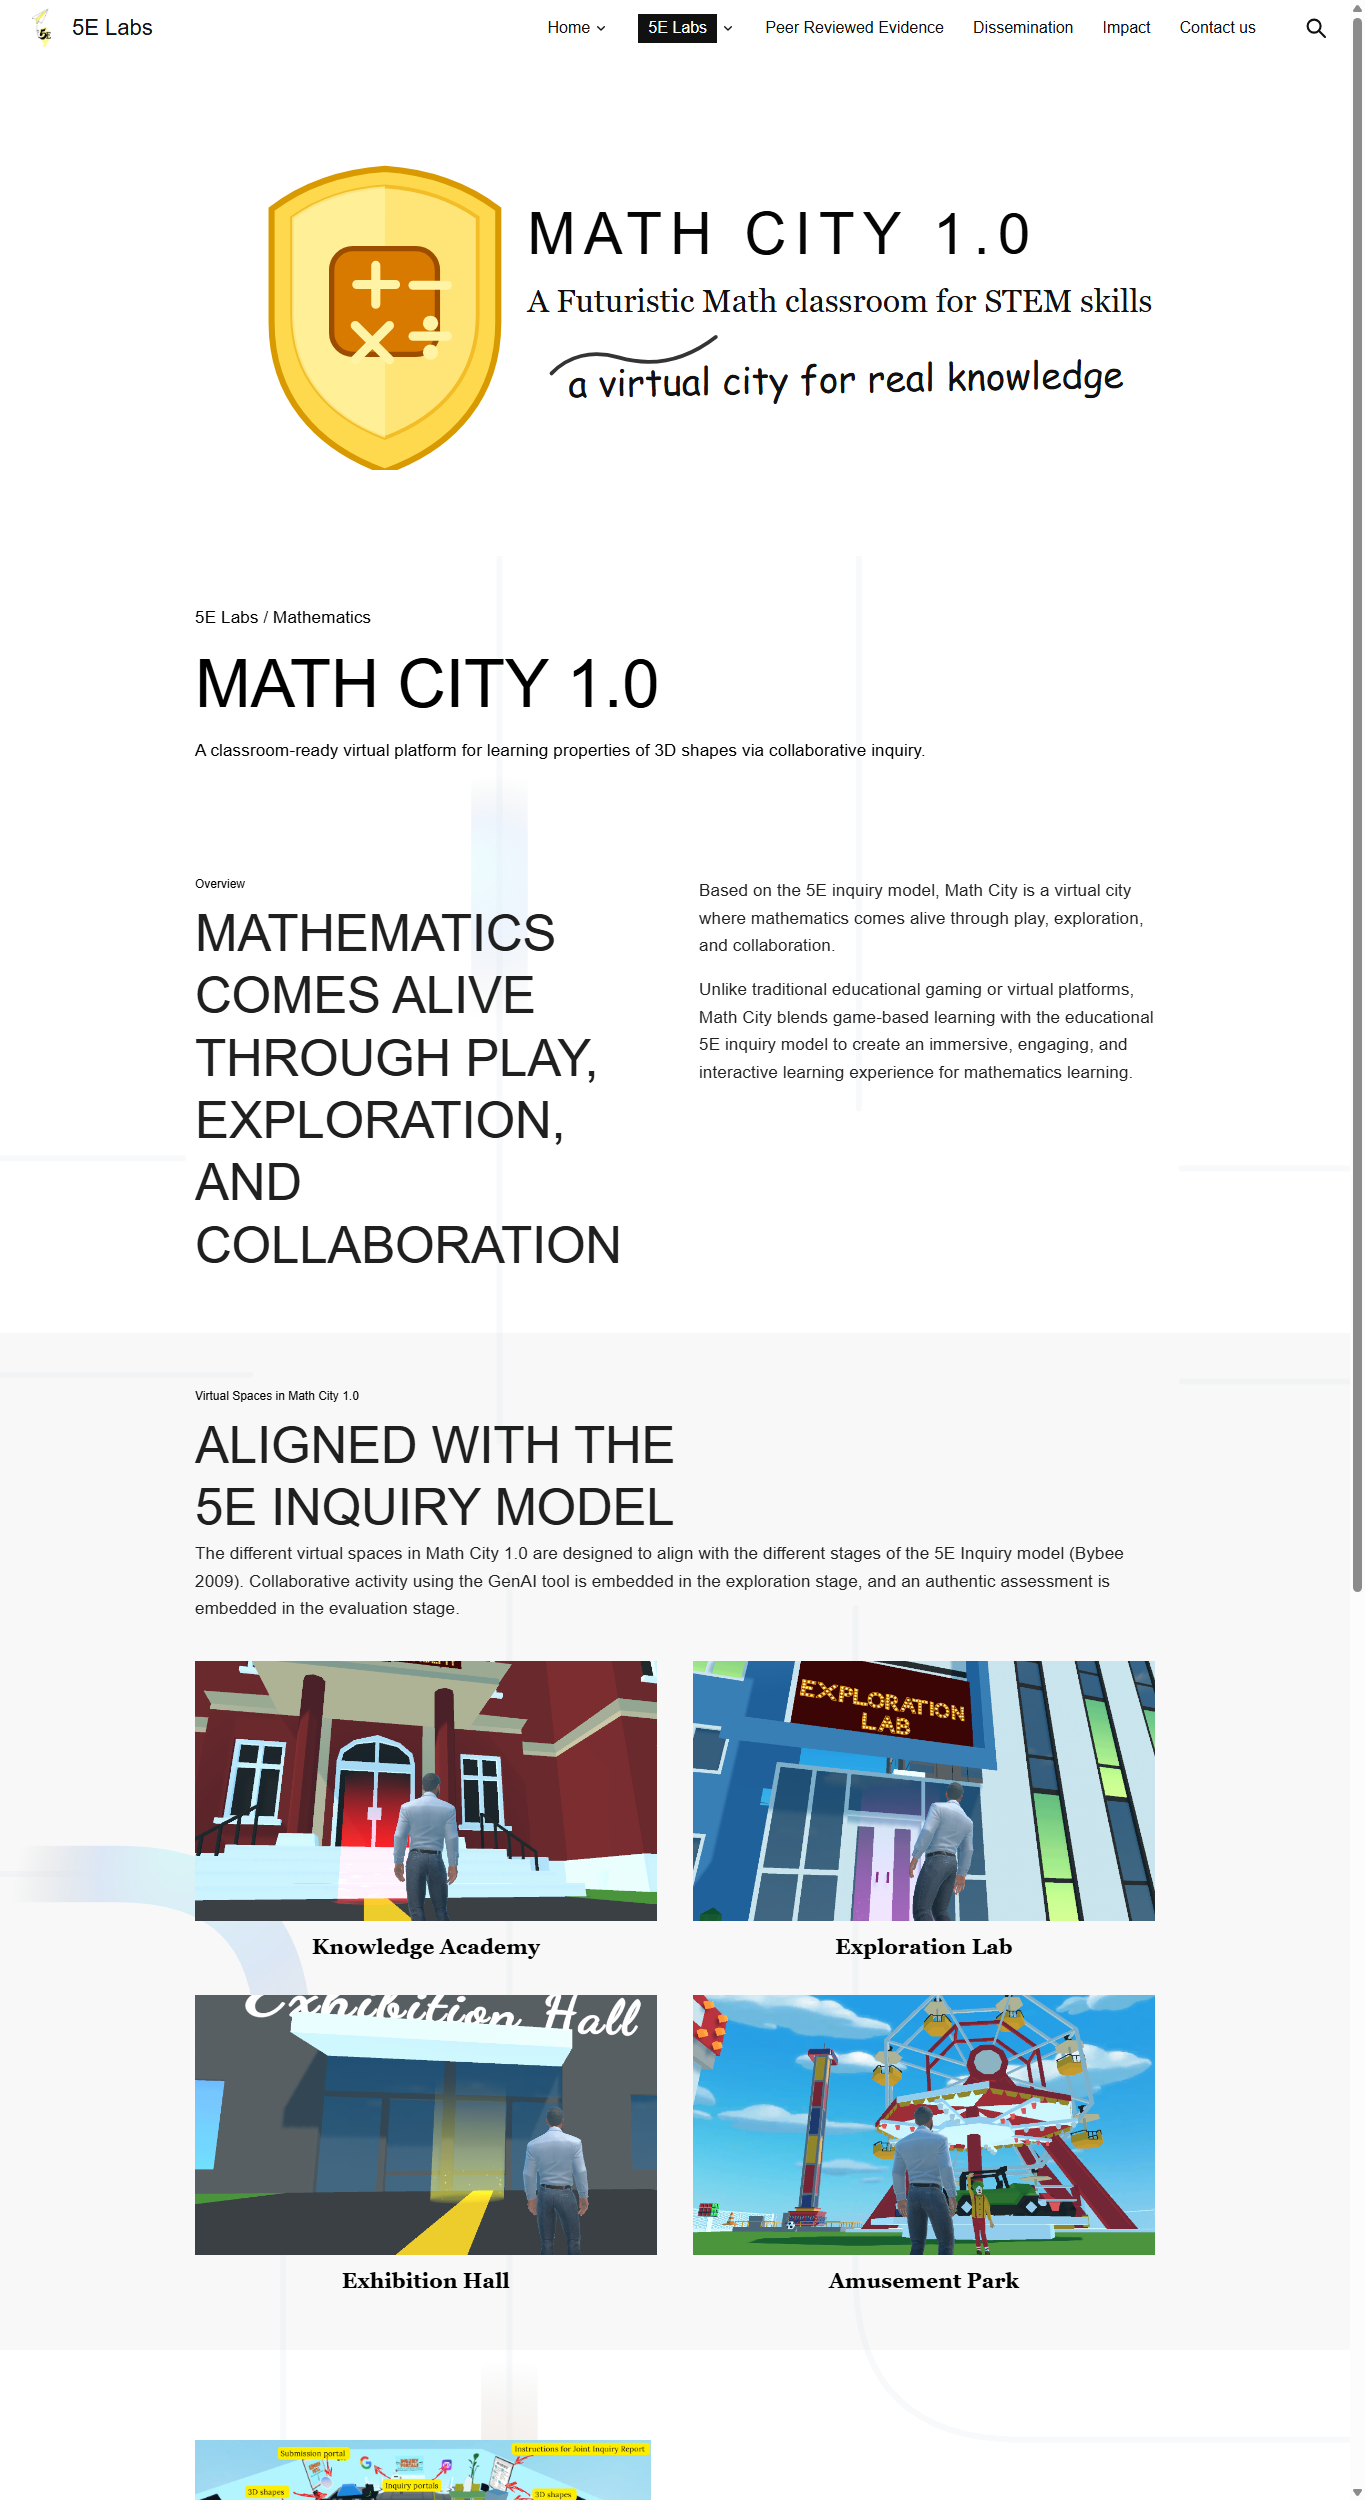 5E Labs
Home
5E Labs
Peer Reviewed Evidence
Dissemination
Impact
Contact us
MATH CITY 1.0
A Futuristic Math classroom for STEM skills
a virtual city for real knowledge
5E Labs / Mathematics
MATH CITY 1.0
A classroom-ready virtual platform for learning properties of 3D shapes via collaborative inquiry.
Overview
MATHEMATICS
COMES ALIVE
THROUGH PLAY,
EXPLORATION,
AND
COLLABORATION
Based on the 5E inquiry model, Math City is a virtual city
where mathematics comes alive through play, exploration,
and collaboration.
Unlike traditional educational gaming or virtual platforms,
Math City blends game-based learning with the educational
5E inquiry model to create an immersive, engaging, and
interactive learning experience for mathematics learning.
Virtual Spaces in Math City 1.0
ALIGNED WITH THE
5E INQUIRY MODEL
The different virtual spaces in Math City 1.0 are designed to align with the different stages of the 5E Inquiry model (Bybee
2009). Collaborative activity using the GenAI tool is embedded in the exploration stage, and an authentic assessment is
embedded in the evaluation stage.
EXPLORATION
LAB
Knowledge Academy
Exploration Lab
Exhibition Hall
Exhibition Hall
Amusement Park
Submission portal
Instructions for Joint Inquiry Report
Inquiry portals
3D shapes
3D shapes